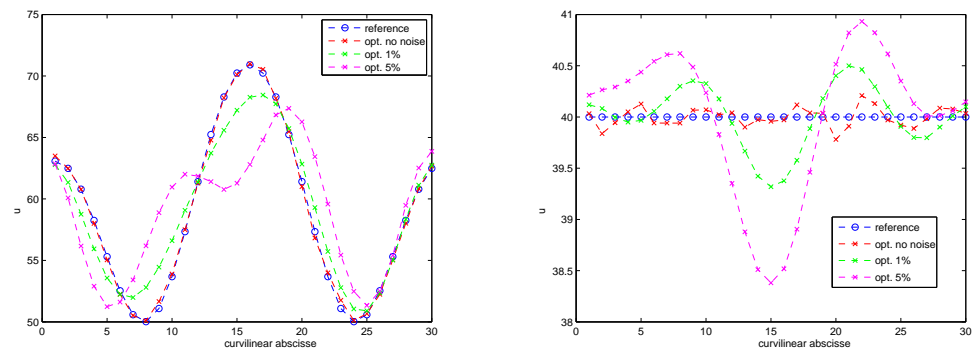 75
70
65
60
55
50
u
0 5 10 15 20 25 30
curvilinear abscisse
reference
opt. no noise
opt. 1%
opt. 5%
41
40.5
40
39.5
39
38.5
38
u
0 5 10 15 20 25 30
curvilinear abscisse
reference
opt. no noise
opt. 1%
opt. 5%